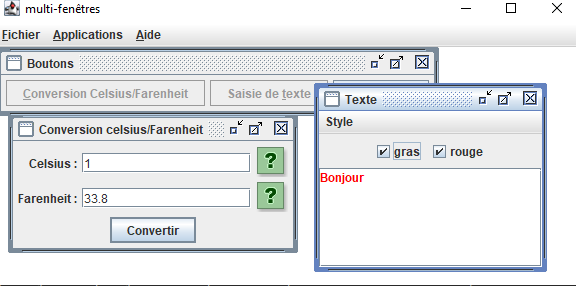 multi-fenêtres
Fichier Applications Aide
Boutons
Conversion Celsius/Farenheit Saisie de texte
Texte
Style
gras rouge
Bonjour
Conversion celsius/Farenheit
Celsius : 1 ?
Farenheit : 33.8 ?
Convertir